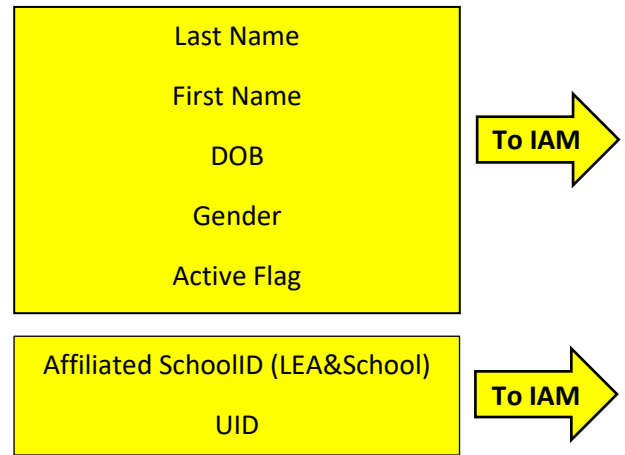 Last Name
First Name
DOB
Gender
Active Flag
To IAM
Affiliated SchoolID (LEA&School)
UID
To IAM